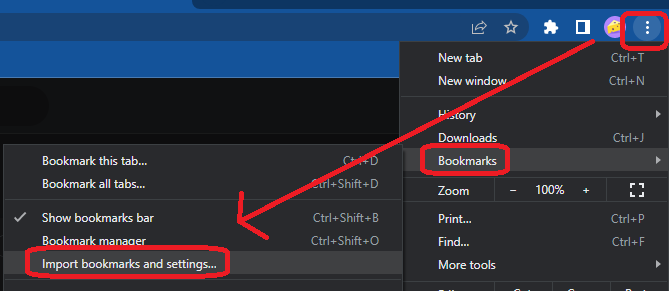 New tab Ctrl+T
New window Ctrl+N
History
Downloads Ctrl+J
Bookmarks
Zoom − 100% +
Print... Ctrl+P
Find... Ctrl+F
More tools
Bookmark this tab... Ctrl+D
Bookmark all tabs... Ctrl+Shift+D
Show bookmarks bar Ctrl+Shift+B
Bookmark manager Ctrl+Shift+O
Import bookmarks and settings...